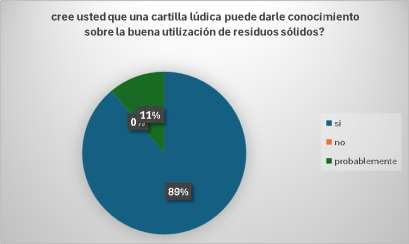 cree usted que una cartilla lúdica puede darle conocimiento
sobre la buena utilización de residuos sólidos?
0%
11%
89%
si
no
probablemente